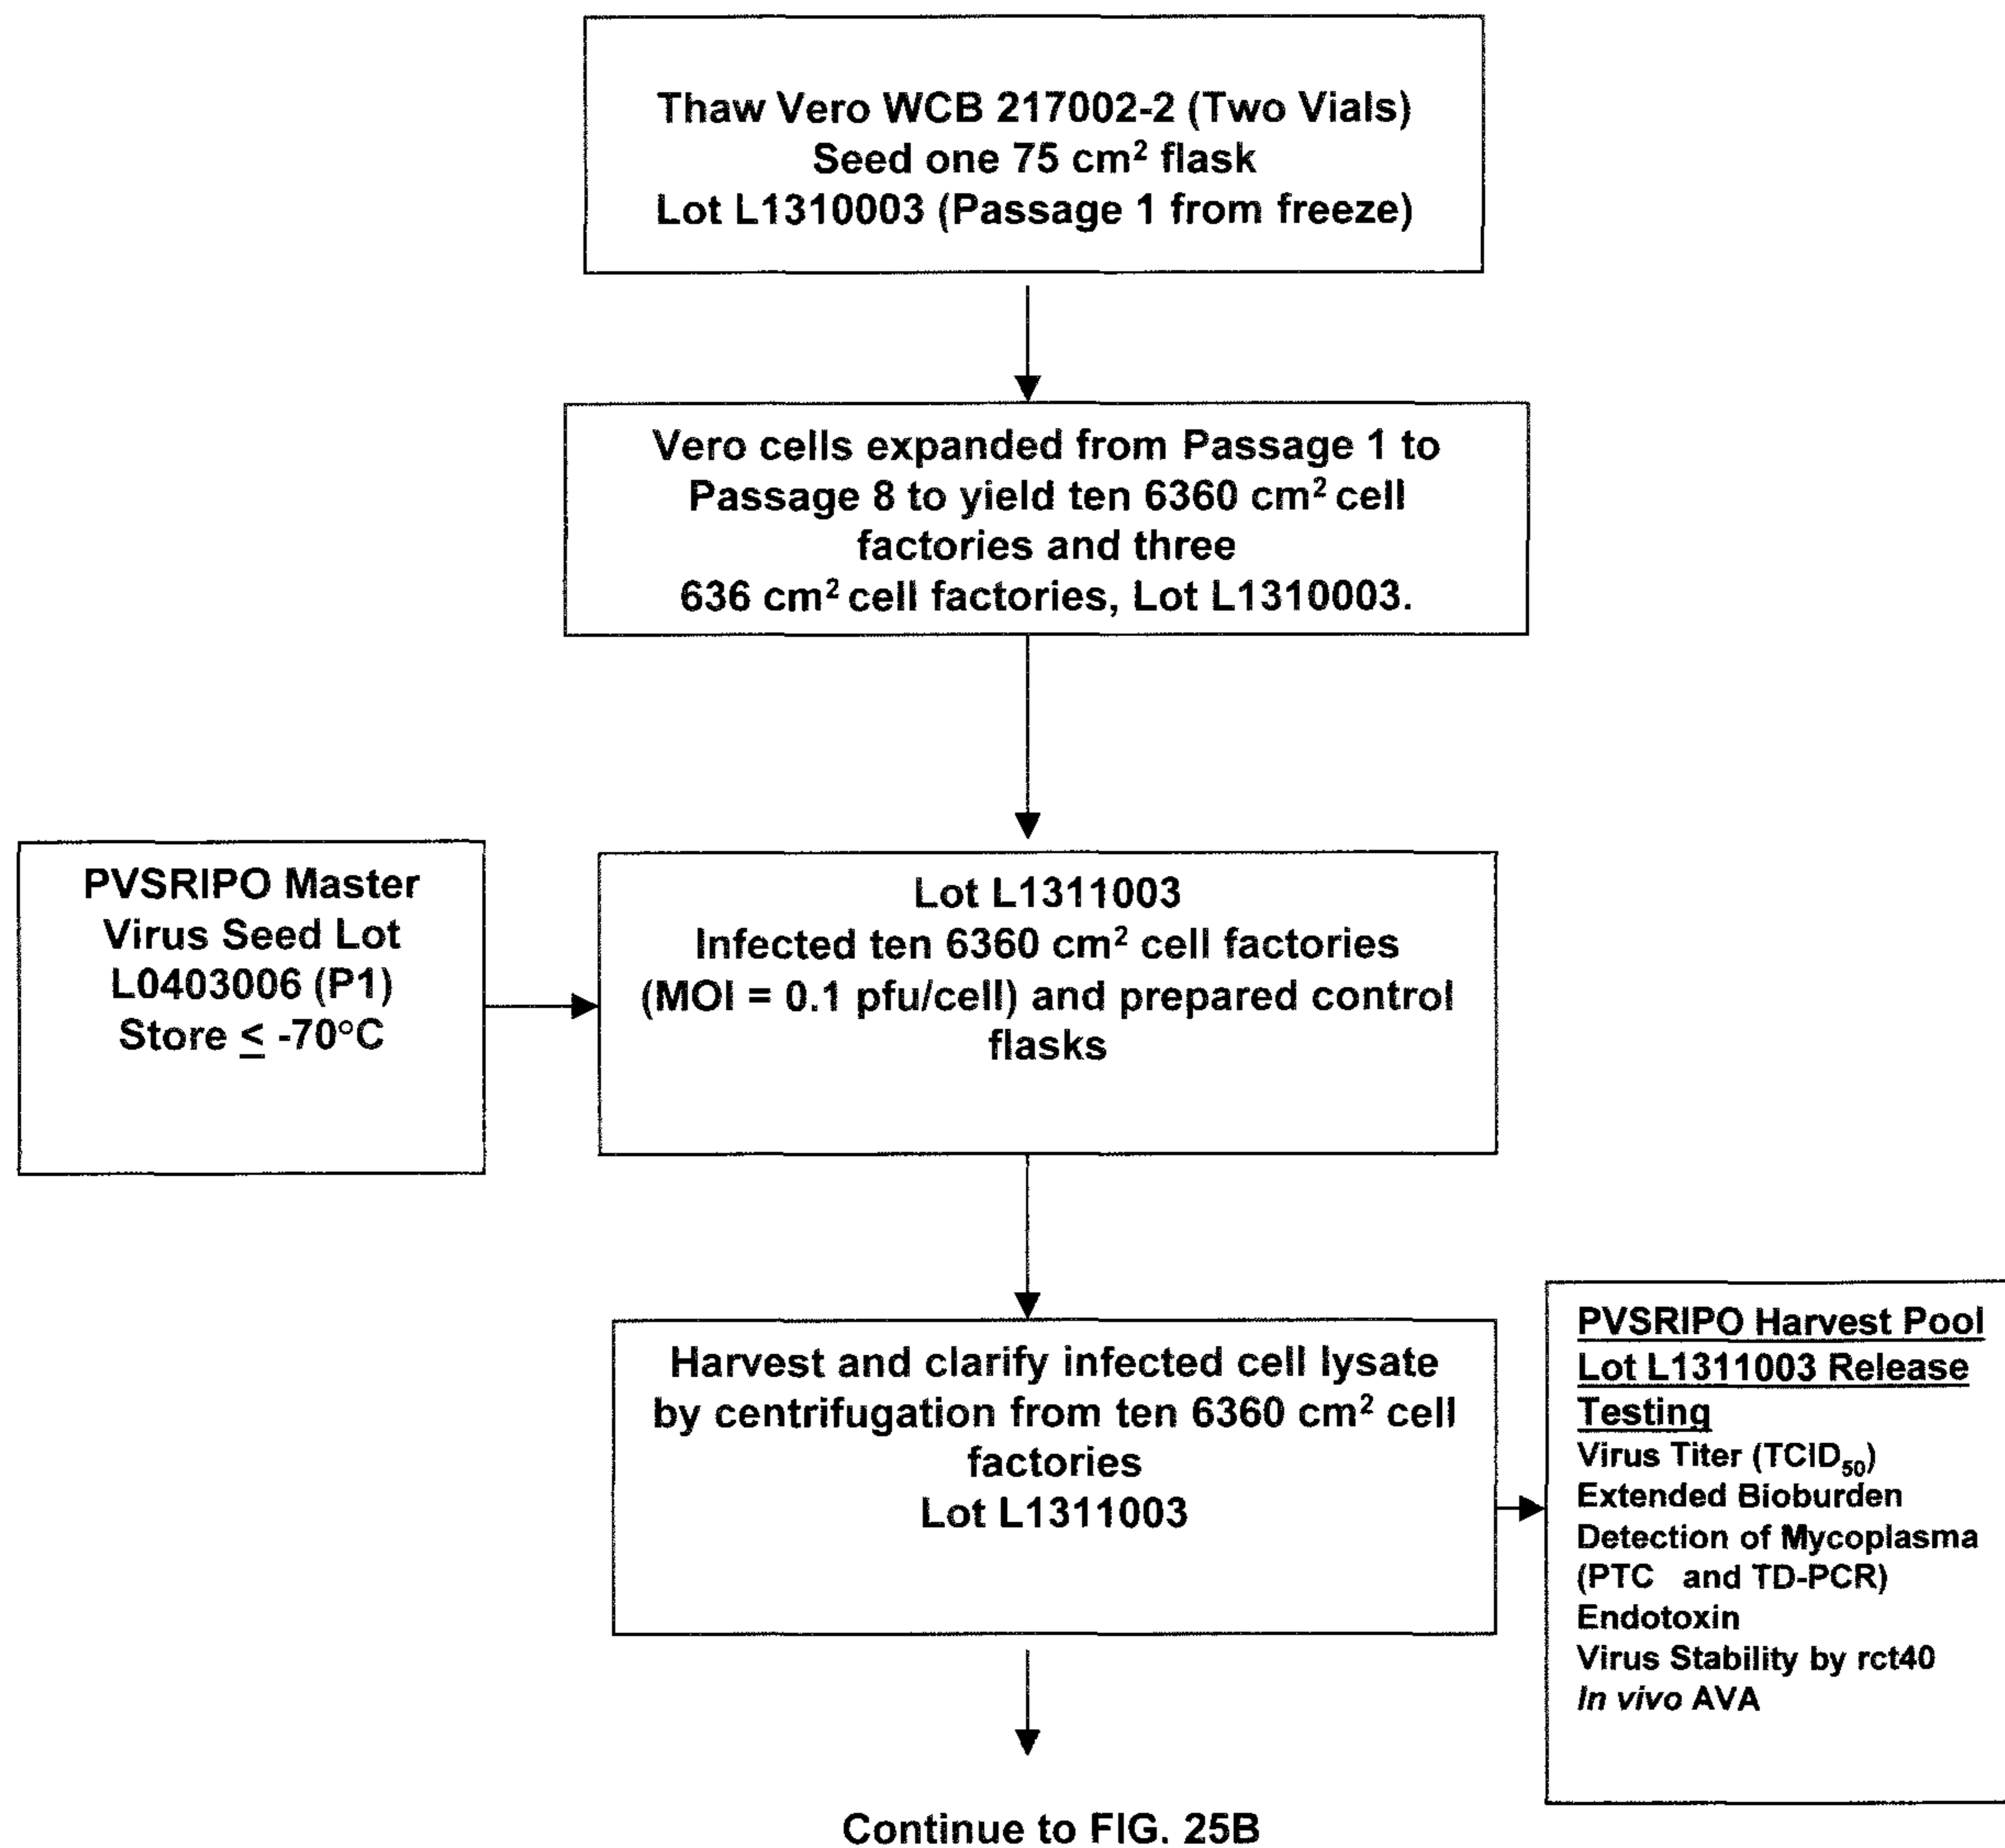 Thaw Vero WCB 217002-2 (Two Vials)
Seed one 75 cm² flask
Lot L1310003 (Passage 1 from freeze)
Vero cells expanded from Passage 1 to
Passage 8 to yield ten 6360 cm² cell
factories and three
636 cm² cell factories, Lot L1310003.
PVSRIPO Master
Virus Seed Lot
L0403006 (P1)
Store ≤ -70°C
Lot L1311003
Infected ten 6360 cm² cell factories
(MOI = 0.1 pfu/cell) and prepared control
flasks
Harvest and clarify infected cell lysate
by centrifugation from ten 6360 cm² cell
factories
Lot L1311003
PVSRIPO Harvest Pool
Lot L1311003 Release
Testing
Virus Titer (TCID₅₀)
Extended Bioburden
Detection of Mycoplasma
(PTC and TD-PCR)
Endotoxin
Virus Stability by rct40
In vivo AVA
Continue to FIG. 25B